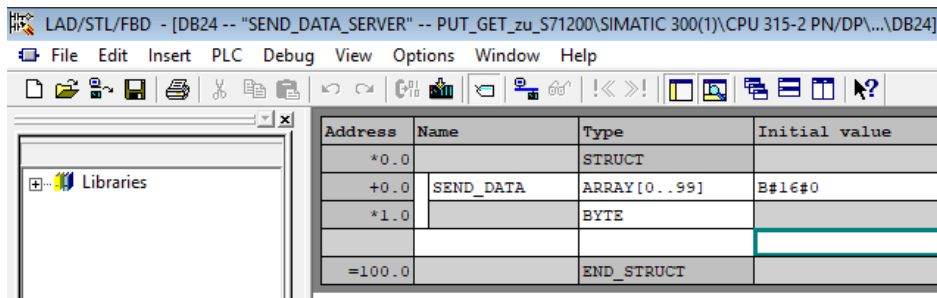 LAD/STL/FBD - [DB24 -- "SEND_DATA_SERVER" -- PUT_GET_zu_S71200\SIMATIC 300(1)\CPU 315-2 PN/DP\...\DB24]
File Edit Insert PLC Debug View Options Window Help
Libraries
Address Name Type Initial value
*0.0 STRUCT
+0.0 SEND_DATA ARRAY[0..99] B#16#0
*1.0 BYTE
=100.0 END_STRUCT